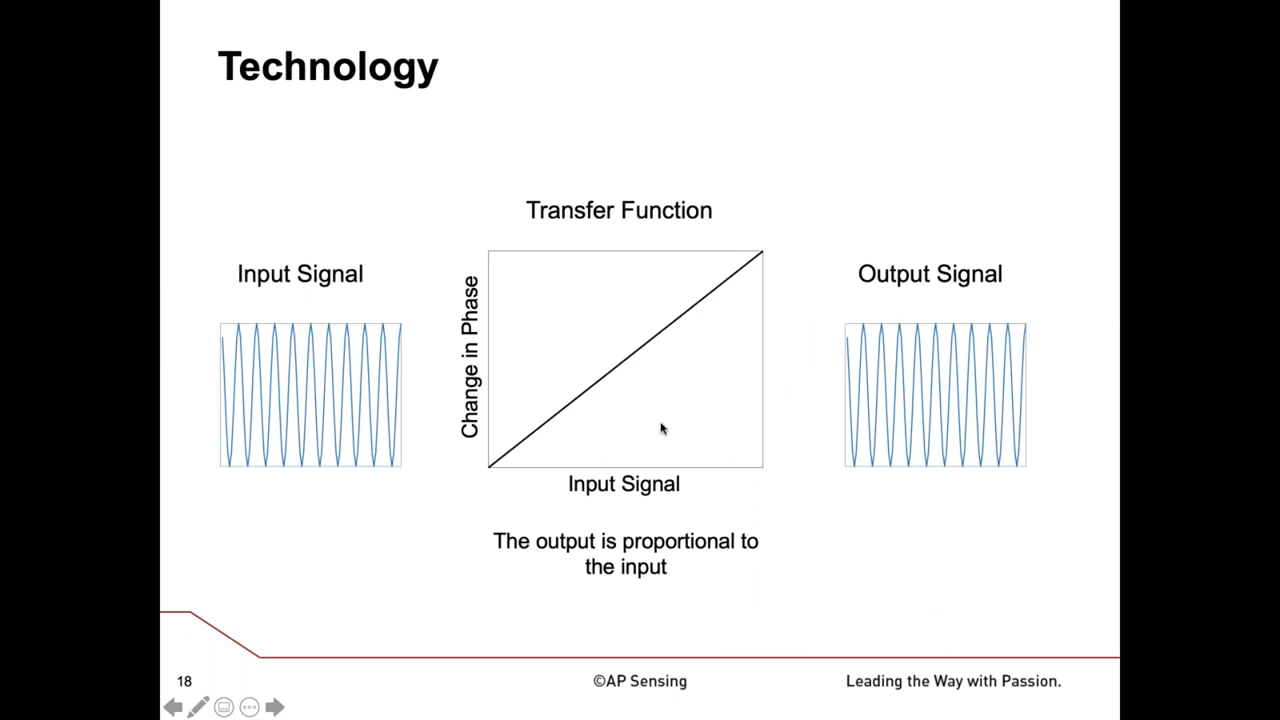 Technology
Transfer Function
Input Signal
Change in Phase
Output Signal
Input Signal
The output is proportional to
the input
18
©AP Sensing
Leading the Way with Passion.